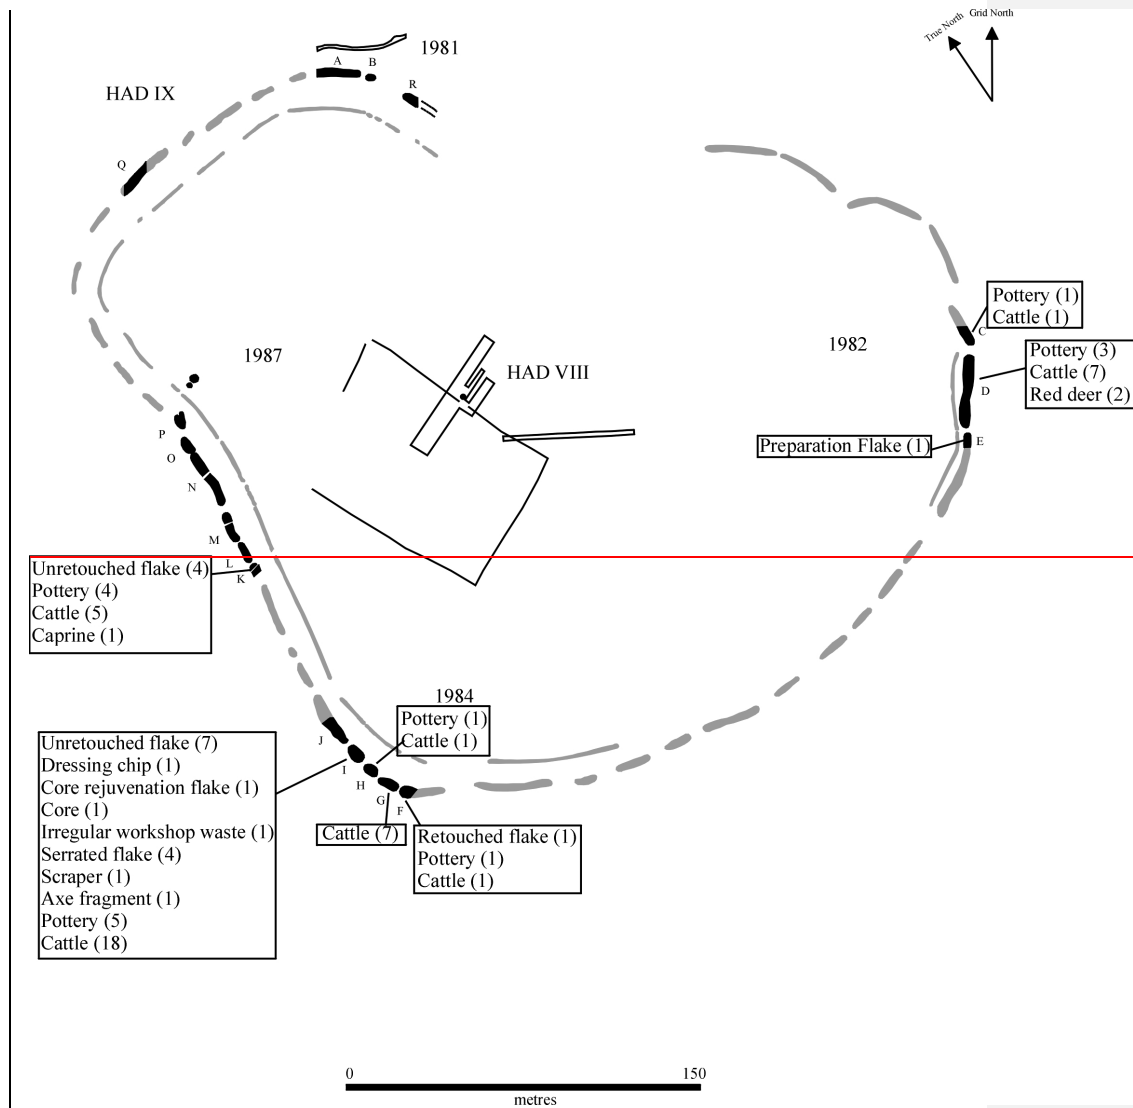 True North
Grid North
1981
A
B
R
HAD IX
Q
Pottery (1)
Cattle (1)
C
1982
Pottery (3)
Cattle (7)
Red deer (2)
D
1987
HAD VIII
P
O
N
M
L
K
Preparation Flake (1)
E
Unretouched flake (4)
Pottery (4)
Cattle (5)
Caprine (1)
1984
Pottery (1)
Cattle (1)
J
I
H
G
F
Unretouched flake (7)
Dressing chip (1)
Core rejuvenation flake (1)
Core (1)
Irregular workshop waste (1)
Serrated flake (4)
Scraper (1)
Axe fragment (1)
Pottery (5)
Cattle (18)
Cattle (7)
Retouched flake (1)
Pottery (1)
Cattle (1)
0
150
metres